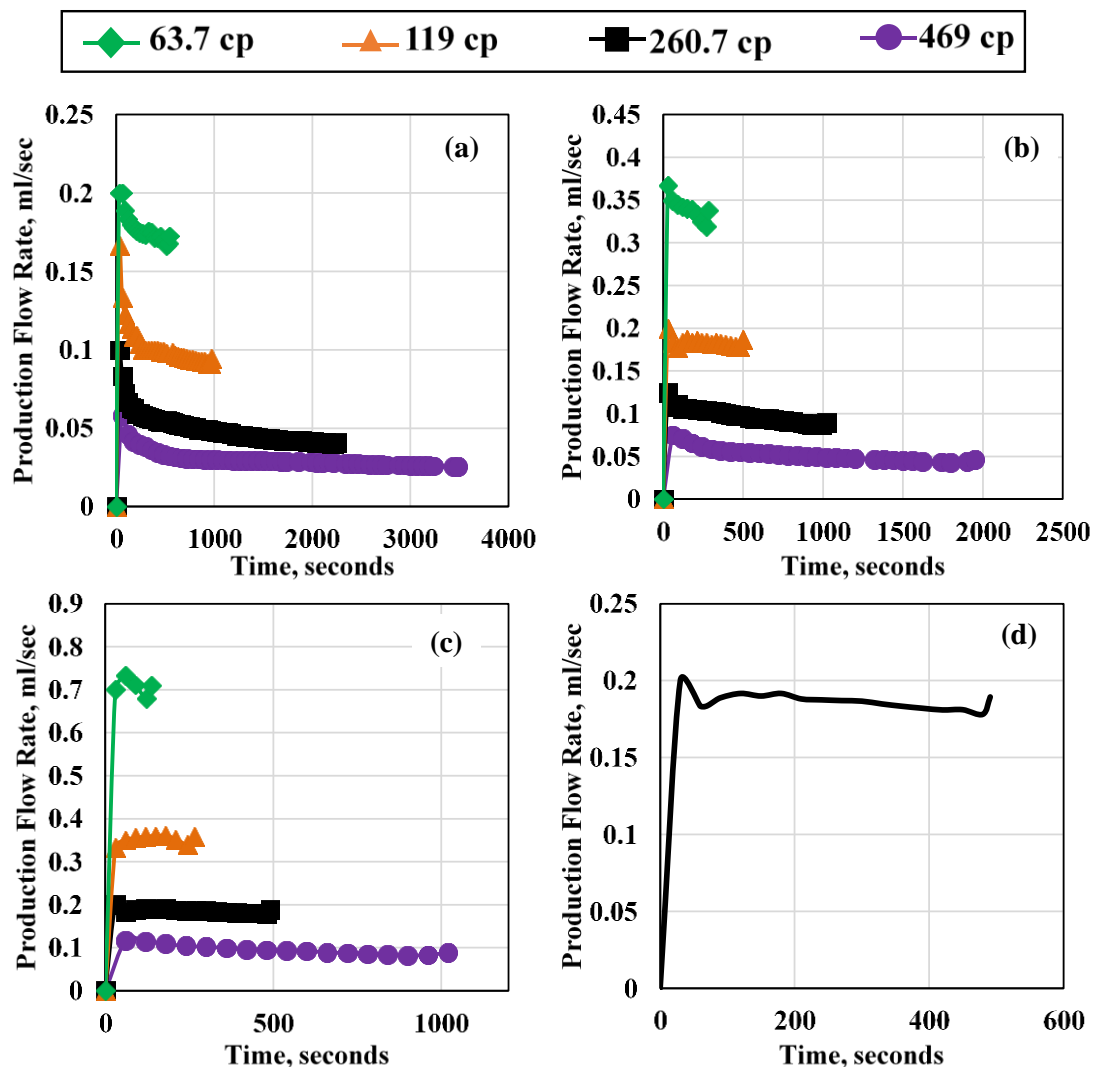 63.7 cp 119 cp 260.7 cp 469 cp
(a)
Production Flow Rate, ml/sec
0.25
0.2
0.15
0.1
0.05
0
0 1000 2000 3000 4000
Time, seconds
(b)
Production Flow Rate, ml/sec
0.45
0.4
0.35
0.3
0.25
0.2
0.15
0.1
0.05
0
0 500 1000 1500 2000 2500
Time, seconds
(c)
Production Flow Rate, ml/sec
0.9
0.8
0.7
0.6
0.5
0.4
0.3
0.2
0.1
0
0 500 1000
Time, seconds
(d)
Production Flow Rate, ml/sec
0.25
0.2
0.15
0.1
0.05
0
0 200 400 600
Time, seconds